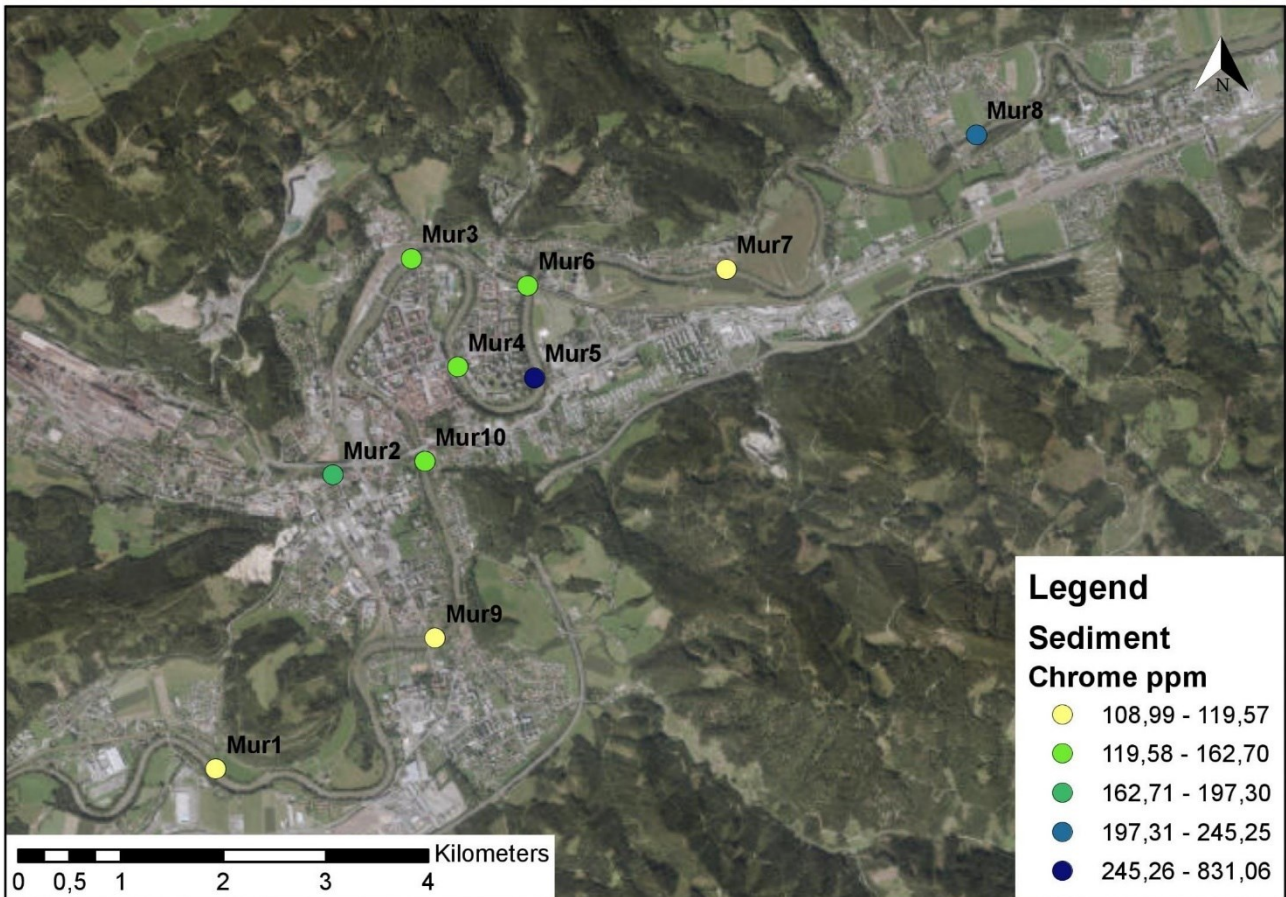 N
Mur8
Mur3
Mur7
Mur6
Mur4
Mur5
Mur10
Mur2
Mur9
Mur1
Legend
Sediment
Chrome ppm
108,99 - 119,57
119,58 - 162,70
162,71 - 197,30
197,31 - 245,25
245,26 - 831,06
Kilometers
0 0,5 1 2 3 4